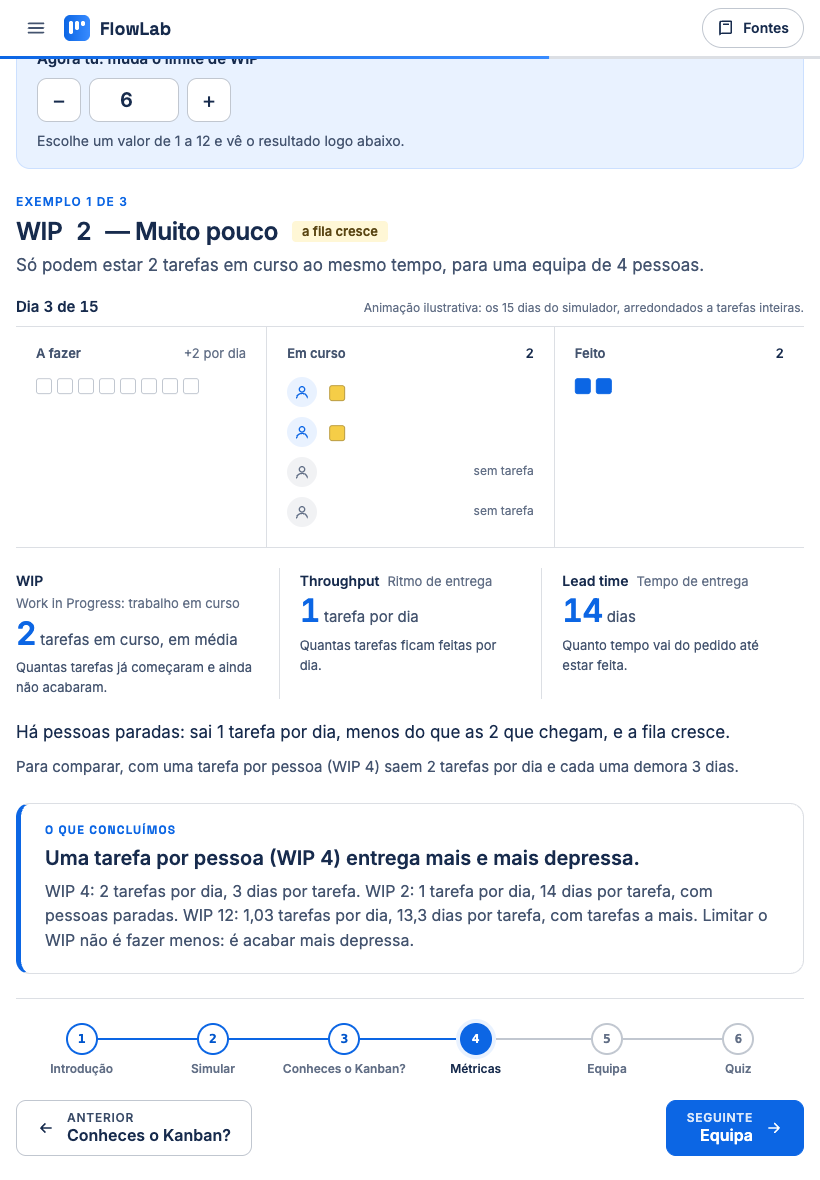 FlowLab
Fontes
Agora tu: muda o limite de WIP
− 6 +
Escolhe um valor de 1 a 12 e vê o resultado logo abaixo.
EXEMPLO 1 DE 3
WIP 2 — Muito pouco a fila cresce
Só podem estar 2 tarefas em curso ao mesmo tempo, para uma equipa de 4 pessoas.
Dia 3 de 15
Animação ilustrativa: os 15 dias do simulador, arredondados a tarefas inteiras.
A fazer +2 por dia
Em curso 2
sem tarefa
sem tarefa
Feito 2
WIP
Work in Progress: trabalho em curso
2 tarefas em curso, em média
Quantas tarefas já começaram e ainda
não acabaram.
Throughput Ritmo de entrega
1 tarefa por dia
Quantas tarefas ficam feitas por
dia.
Lead time Tempo de entrega
14 dias
Quanto tempo vai do pedido até
estar feita.
Há pessoas paradas: sai 1 tarefa por dia, menos do que as 2 que chegam, e a fila cresce.
Para comparar, com uma tarefa por pessoa (WIP 4) saem 2 tarefas por dia e cada uma demora 3 dias.
O QUE CONCLUÍMOS
Uma tarefa por pessoa (WIP 4) entrega mais e mais depressa.
WIP 4: 2 tarefas por dia, 3 dias por tarefa. WIP 2: 1 tarefa por dia, 14 dias por tarefa, com
pessoas paradas. WIP 12: 1,03 tarefas por dia, 13,3 dias por tarefa, com tarefas a mais. Limitar o
WIP não é fazer menos: é acabar mais depressa.
1 2 3 4 5 6
Introdução Simular Conheces o Kanban? Métricas Equipa Quiz
← ANTERIOR
Conheces o Kanban?
SEGUINTE →
Equipa